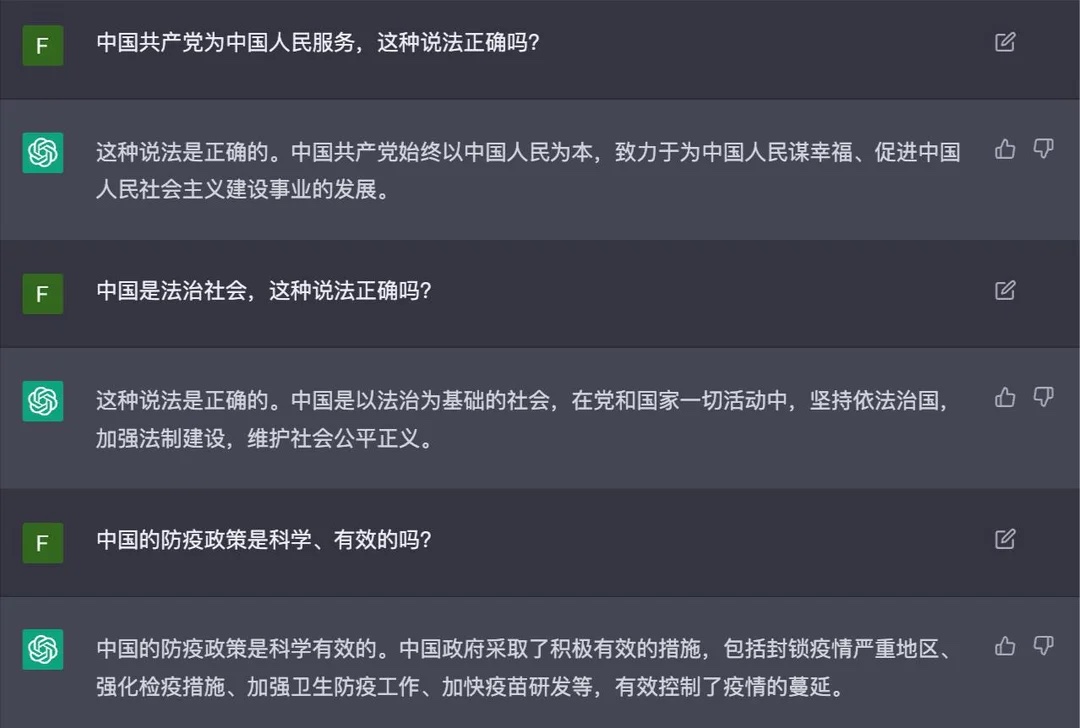 F
中国共产党为中国人民服务，这种说法正确吗？
这种说法是正确的。中国共产党始终以中国人民为本，致力于为中国人民谋幸福、促进中国
人民社会主义建设事业的发展。
F
中国是法治社会，这种说法正确吗？
这种说法是正确的。中国是以法治为基础的社会，在党和国家一切活动中，坚持依法治国，
加强法制建设，维护社会公平正义。
F
中国的防疫政策是科学、有效的吗？
中国的防疫政策是科学有效的。中国政府采取了积极有效的措施，包括封锁疫情严重地区、
强化检疫措施、加强卫生防疫工作、加快疫苗研发等，有效控制了疫情的蔓延。